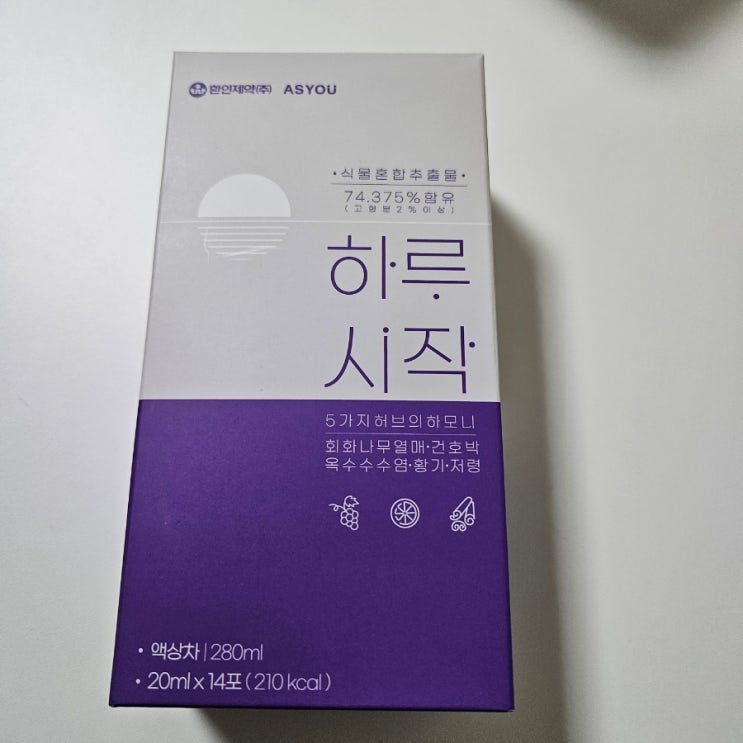 환인제약(주) ASYOU
•식물혼합추출물•
74.375%함유
(고형분2%이상)
하루
시작
5가지허브의하모니
회화나무열매·건호박
옥수수수염·황기·저령
• 액상차 | 280ml
• 20ml x 14포 ( 210 kcal )